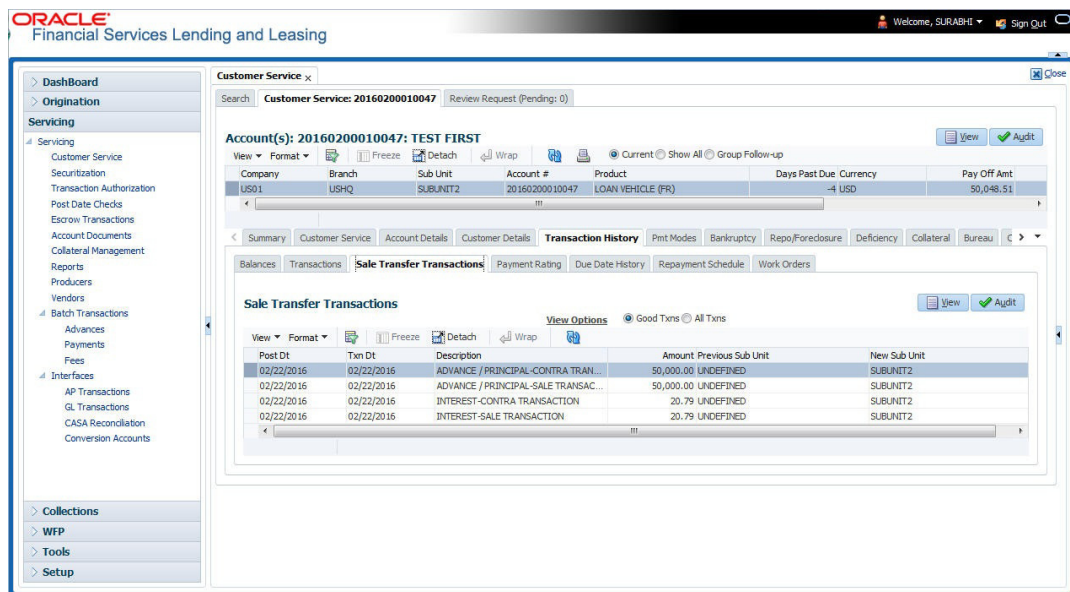 ORACLE
Financial Services Lending and Leasing
Welcome, SURABHI
Sign Out
DashBoard
Origination
Servicing
Servicing
Customer Service
Securitization
Transaction Authorization
Post Date Checks
Escrow Transactions
Account Documents
Collateral Management
Reports
Producers
Vendors
Batch Transactions
Advances
Payments
Fees
Interfaces
AP Transactions
GL Transactions
CASA Reconciliation
Conversion Accounts
Collections
WFP
Tools
Setup
Customer Service
Close
Search Customer Service: 20160200010047 Review Request (Pending: 0)
Account(s): 20160200010047: TEST FIRST
View Audit
View Format Freeze Detach Wrap Current Show All Group Follow-up
Company Branch Sub Unit Account # Product Days Past Due Currency Pay Off Amt
US01 USHQ SUBUNIT2 20160200010047 LOAN VEHICLE (FR) -4 USD 50,048.51
Summary Customer Service Account Details Customer Details Transaction History Pmt Modes Bankruptcy Repo/Foreclosure Deficiency Collateral Bureau
Balances Transactions Sale Transfer Transactions Payment Rating Due Date History Repayment Schedule Work Orders
Sale Transfer Transactions
View Audit
View Options Good Txns All Txns
View Format Freeze Detach Wrap
Post Dt Txn Dt Description Amount Previous Sub Unit New Sub Unit
02/22/2016 02/22/2016 ADVANCE / PRINCIPAL-CONTRA TRAN... 50,000.00 UNDEFINED SUBUNIT2
02/22/2016 02/22/2016 ADVANCE / PRINCIPAL-SALE TRANSAC... 50,000.00 UNDEFINED SUBUNIT2
02/22/2016 02/22/2016 INTEREST-CONTRA TRANSACTION 20.79 UNDEFINED SUBUNIT2
02/22/2016 02/22/2016 INTEREST-SALE TRANSACTION 20.79 UNDEFINED SUBUNIT2